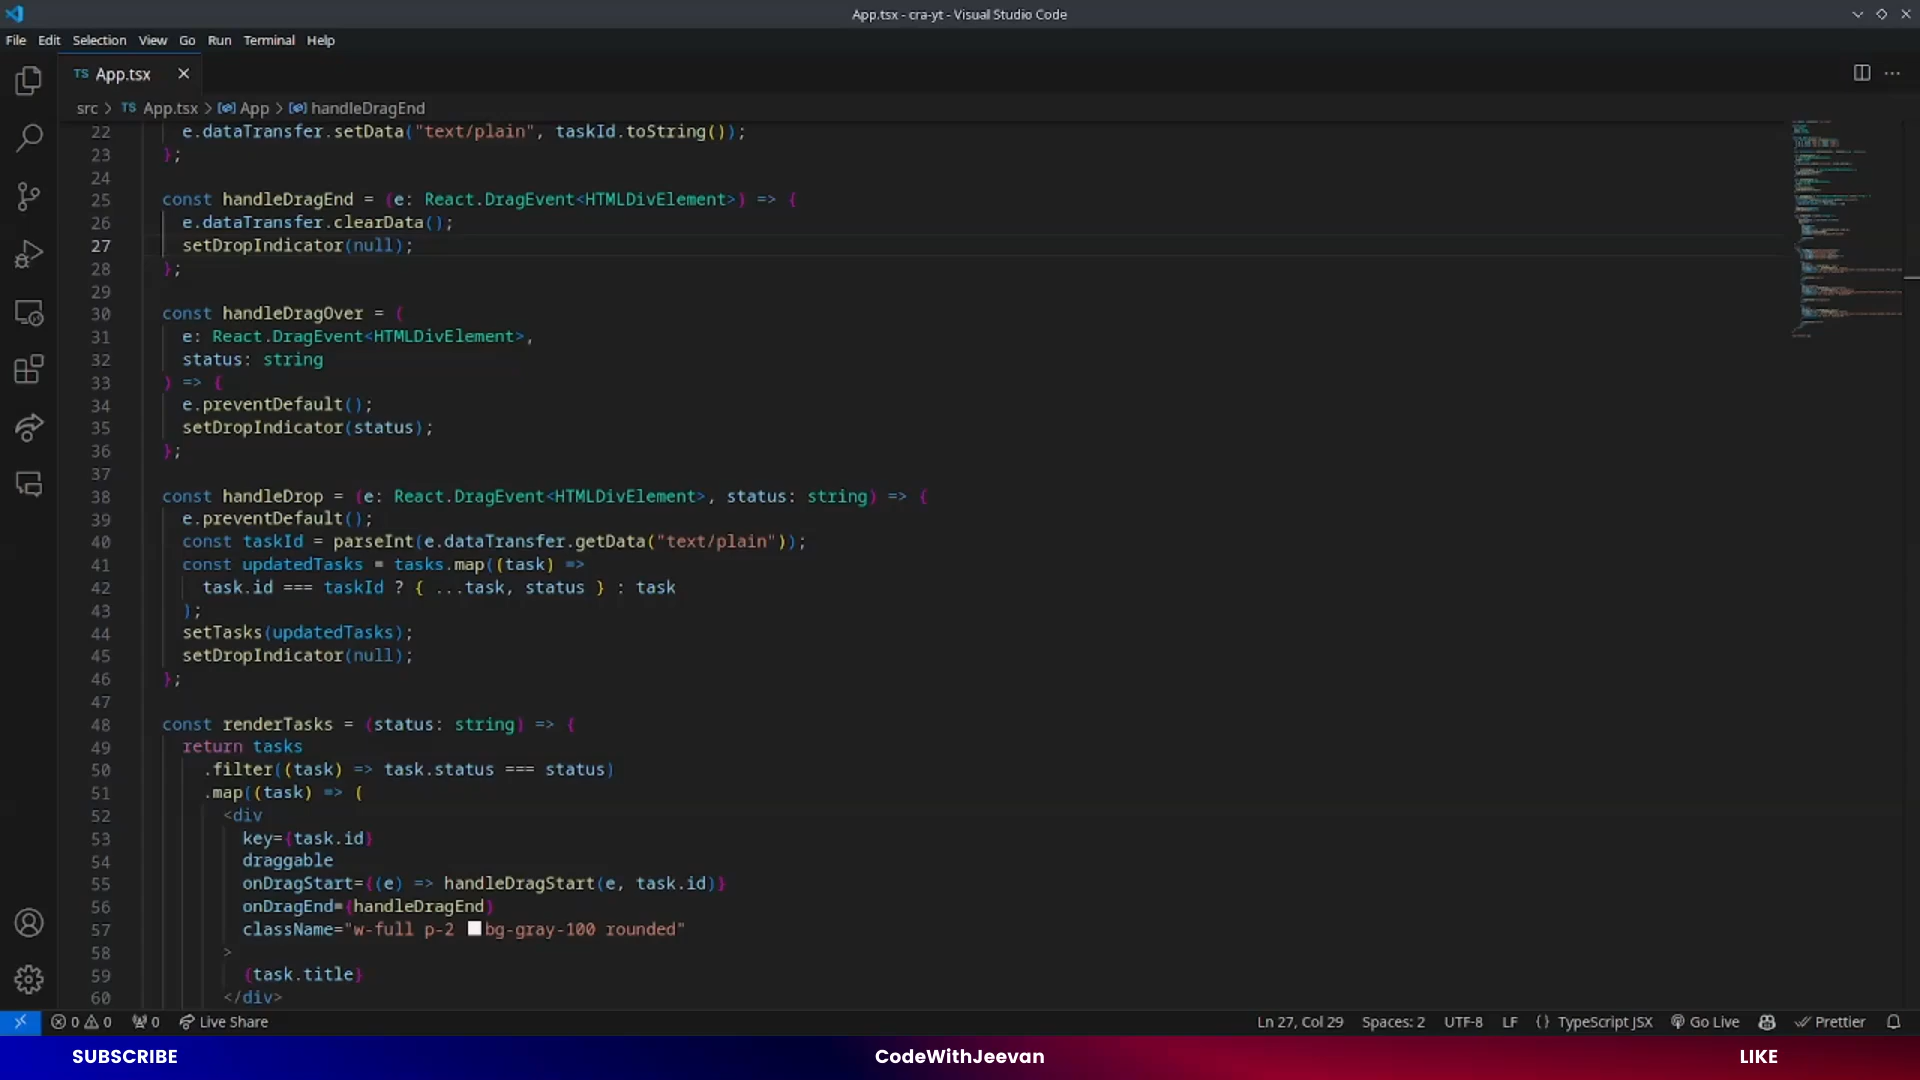 App.tsx - cra-yt - Visual Studio Code
File Edit Selection View Go Run Terminal Help
TS App.tsx
src > TS App.tsx > App > handleDragEnd
22 e.dataTransfer.setData("text/plain", taskId.toString());
23 };
24
25 const handleDragEnd = (e: React.DragEvent<HTMLDivElement>) => {
26 e.dataTransfer.clearData();
27 setDropIndicator(null);
28 };
29
30 const handleDragOver = (
31 e: React.DragEvent<HTMLDivElement>,
32 status: string
33 ) => {
34 e.preventDefault();
35 setDropIndicator(status);
36 };
37
38 const handleDrop = (e: React.DragEvent<HTMLDivElement>, status: string) => {
39 e.preventDefault();
40 const taskId = parseInt(e.dataTransfer.getData("text/plain"));
41 const updatedTasks = tasks.map((task) =>
42 task.id === taskId ? { ...task, status } : task
43 );
44 setTasks(updatedTasks);
45 setDropIndicator(null);
46 };
47
48 const renderTasks = (status: string) => {
49 return tasks
50 .filter((task) => task.status === status)
51 .map((task) => (
52 <div
53 key={task.id}
54 draggable
55 onDragStart={(e) => handleDragStart(e, task.id)}
56 onDragEnd={handleDragEnd}
57 className="w-full p-2 bg-gray-100 rounded"
58 >
59 {task.title}
60 </div>
0 0 0 Live Share Ln 27, Col 29 Spaces: 2 UTF-8 LF {} TypeScript JSX Go Live Prettier
SUBSCRIBE CodeWithJeevan LIKE